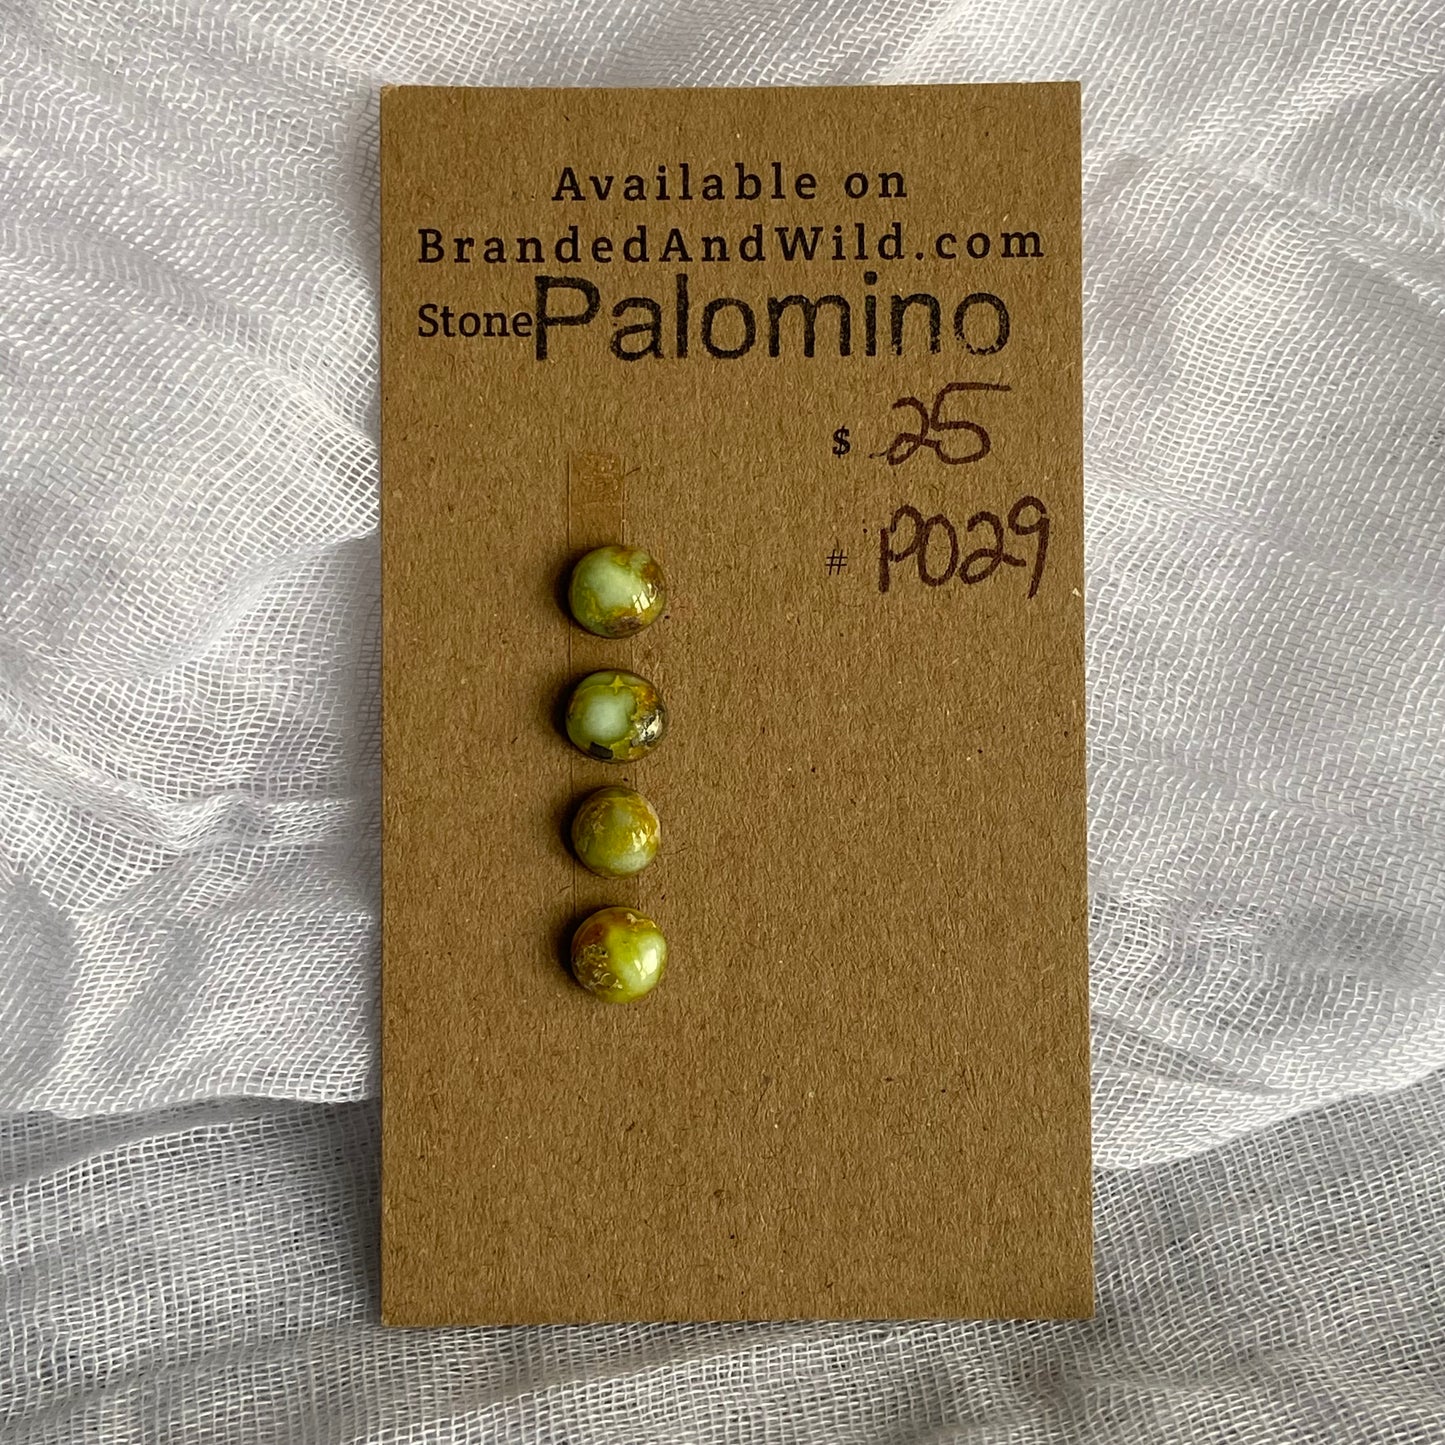 Available on
BrandedAndWild.com
Stone Palomino
$ 25
# P029